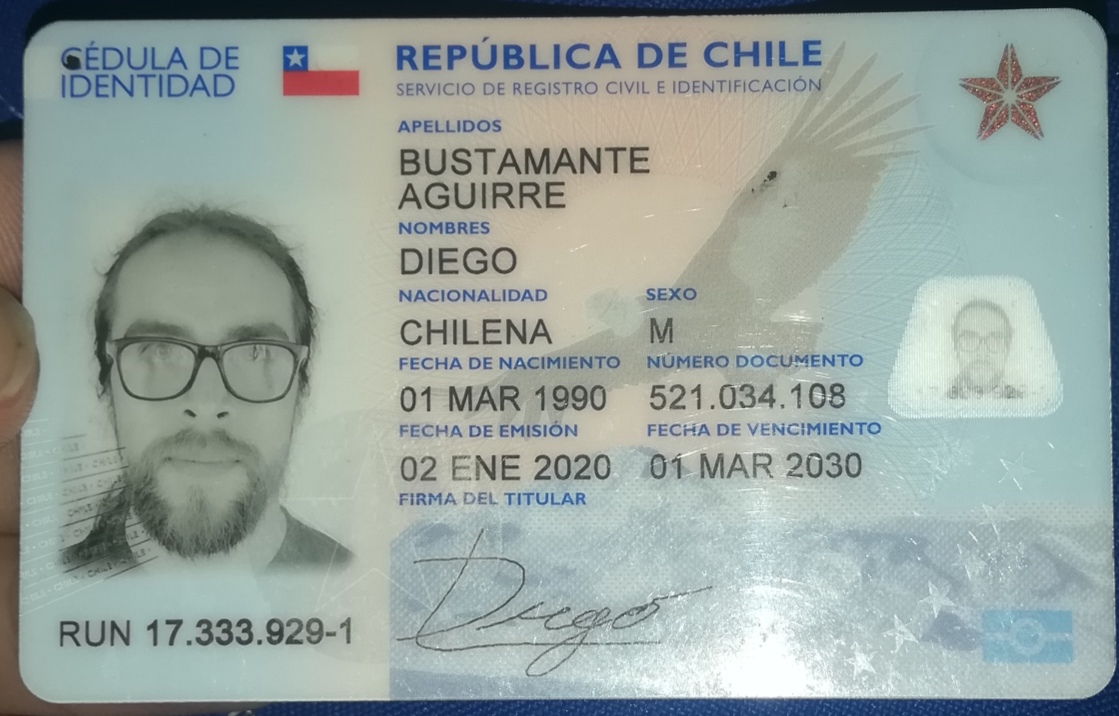 CÉDULA DE
IDENTIDAD
REPÚBLICA DE CHILE
SERVICIO DE REGISTRO CIVIL E IDENTIFICACIÓN
APELLIDOS
BUSTAMANTE
AGUIRRE
NOMBRES
DIEGO
NACIONALIDAD SEXO
CHILENA M
FECHA DE NACIMIENTO NÚMERO DOCUMENTO
01 MAR 1990 521.034.108
FECHA DE EMISIÓN FECHA DE VENCIMIENTO
02 ENE 2020 01 MAR 2030
FIRMA DEL TITULAR
Diego
RUN 17.333.929-1